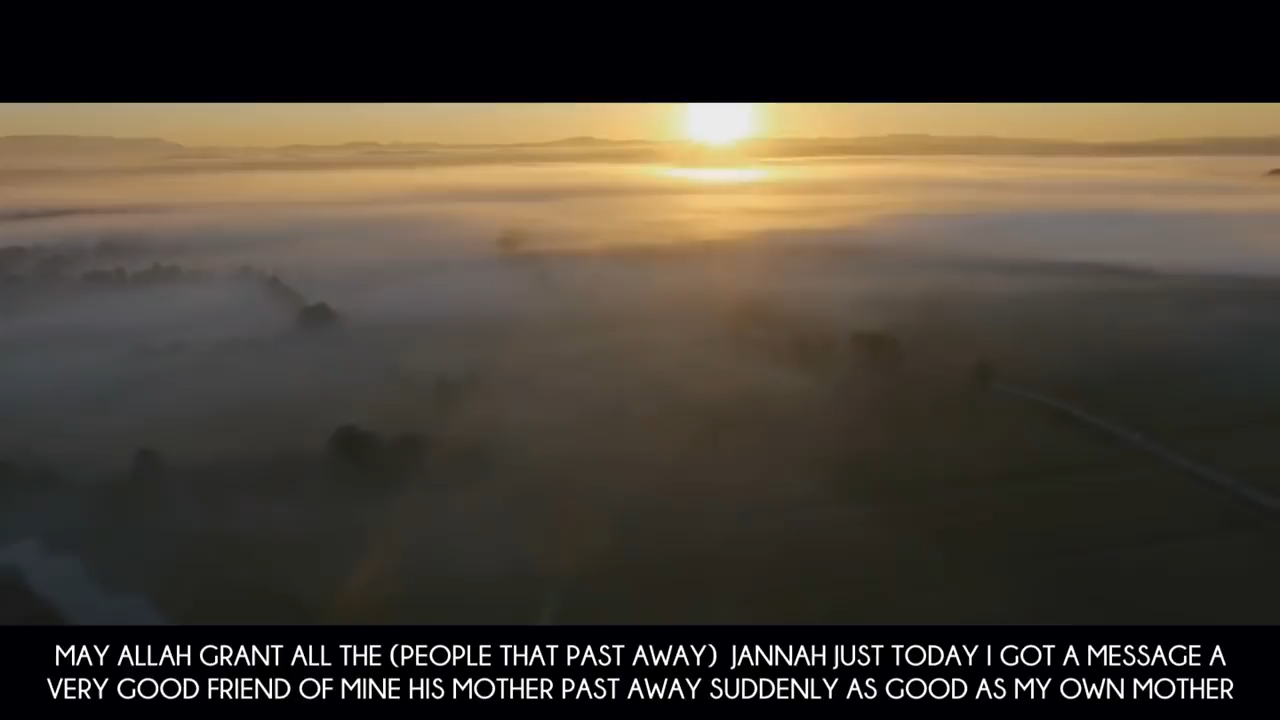 MAY ALLAH GRANT ALL THE (PEOPLE THAT PAST AWAY) JANNAH JUST TODAY I GOT A MESSAGE A
VERY GOOD FRIEND OF MINE HIS MOTHER PAST AWAY SUDDENLY AS GOOD AS MY OWN MOTHER